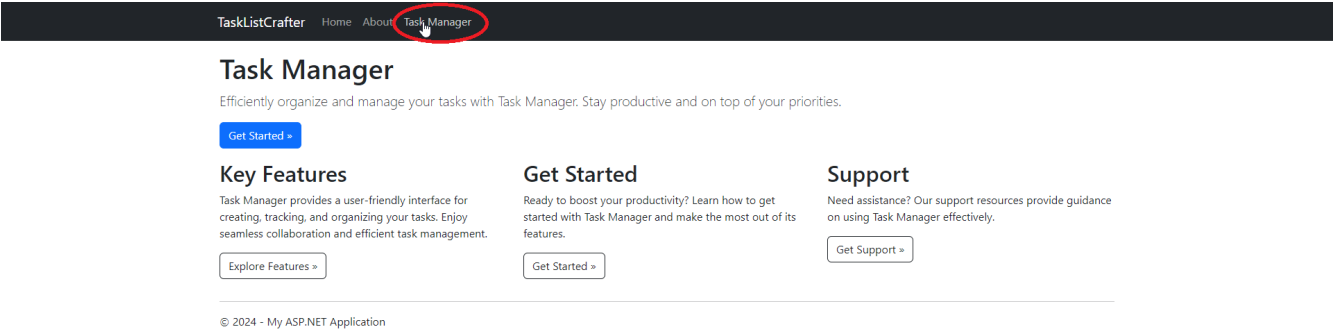 TaskListCrafter Home About Task Manager
Task Manager
Efficiently organize and manage your tasks with Task Manager. Stay productive and on top of your priorities.
Get Started »
Key Features
Task Manager provides a user-friendly interface for
creating, tracking, and organizing your tasks. Enjoy
seamless collaboration and efficient task management.
Explore Features »
Get Started
Ready to boost your productivity? Learn how to get
started with Task Manager and make the most out of its
features.
Get Started »
Support
Need assistance? Our support resources provide guidance
on using Task Manager effectively.
Get Support »
© 2024 - My ASP.NET Application